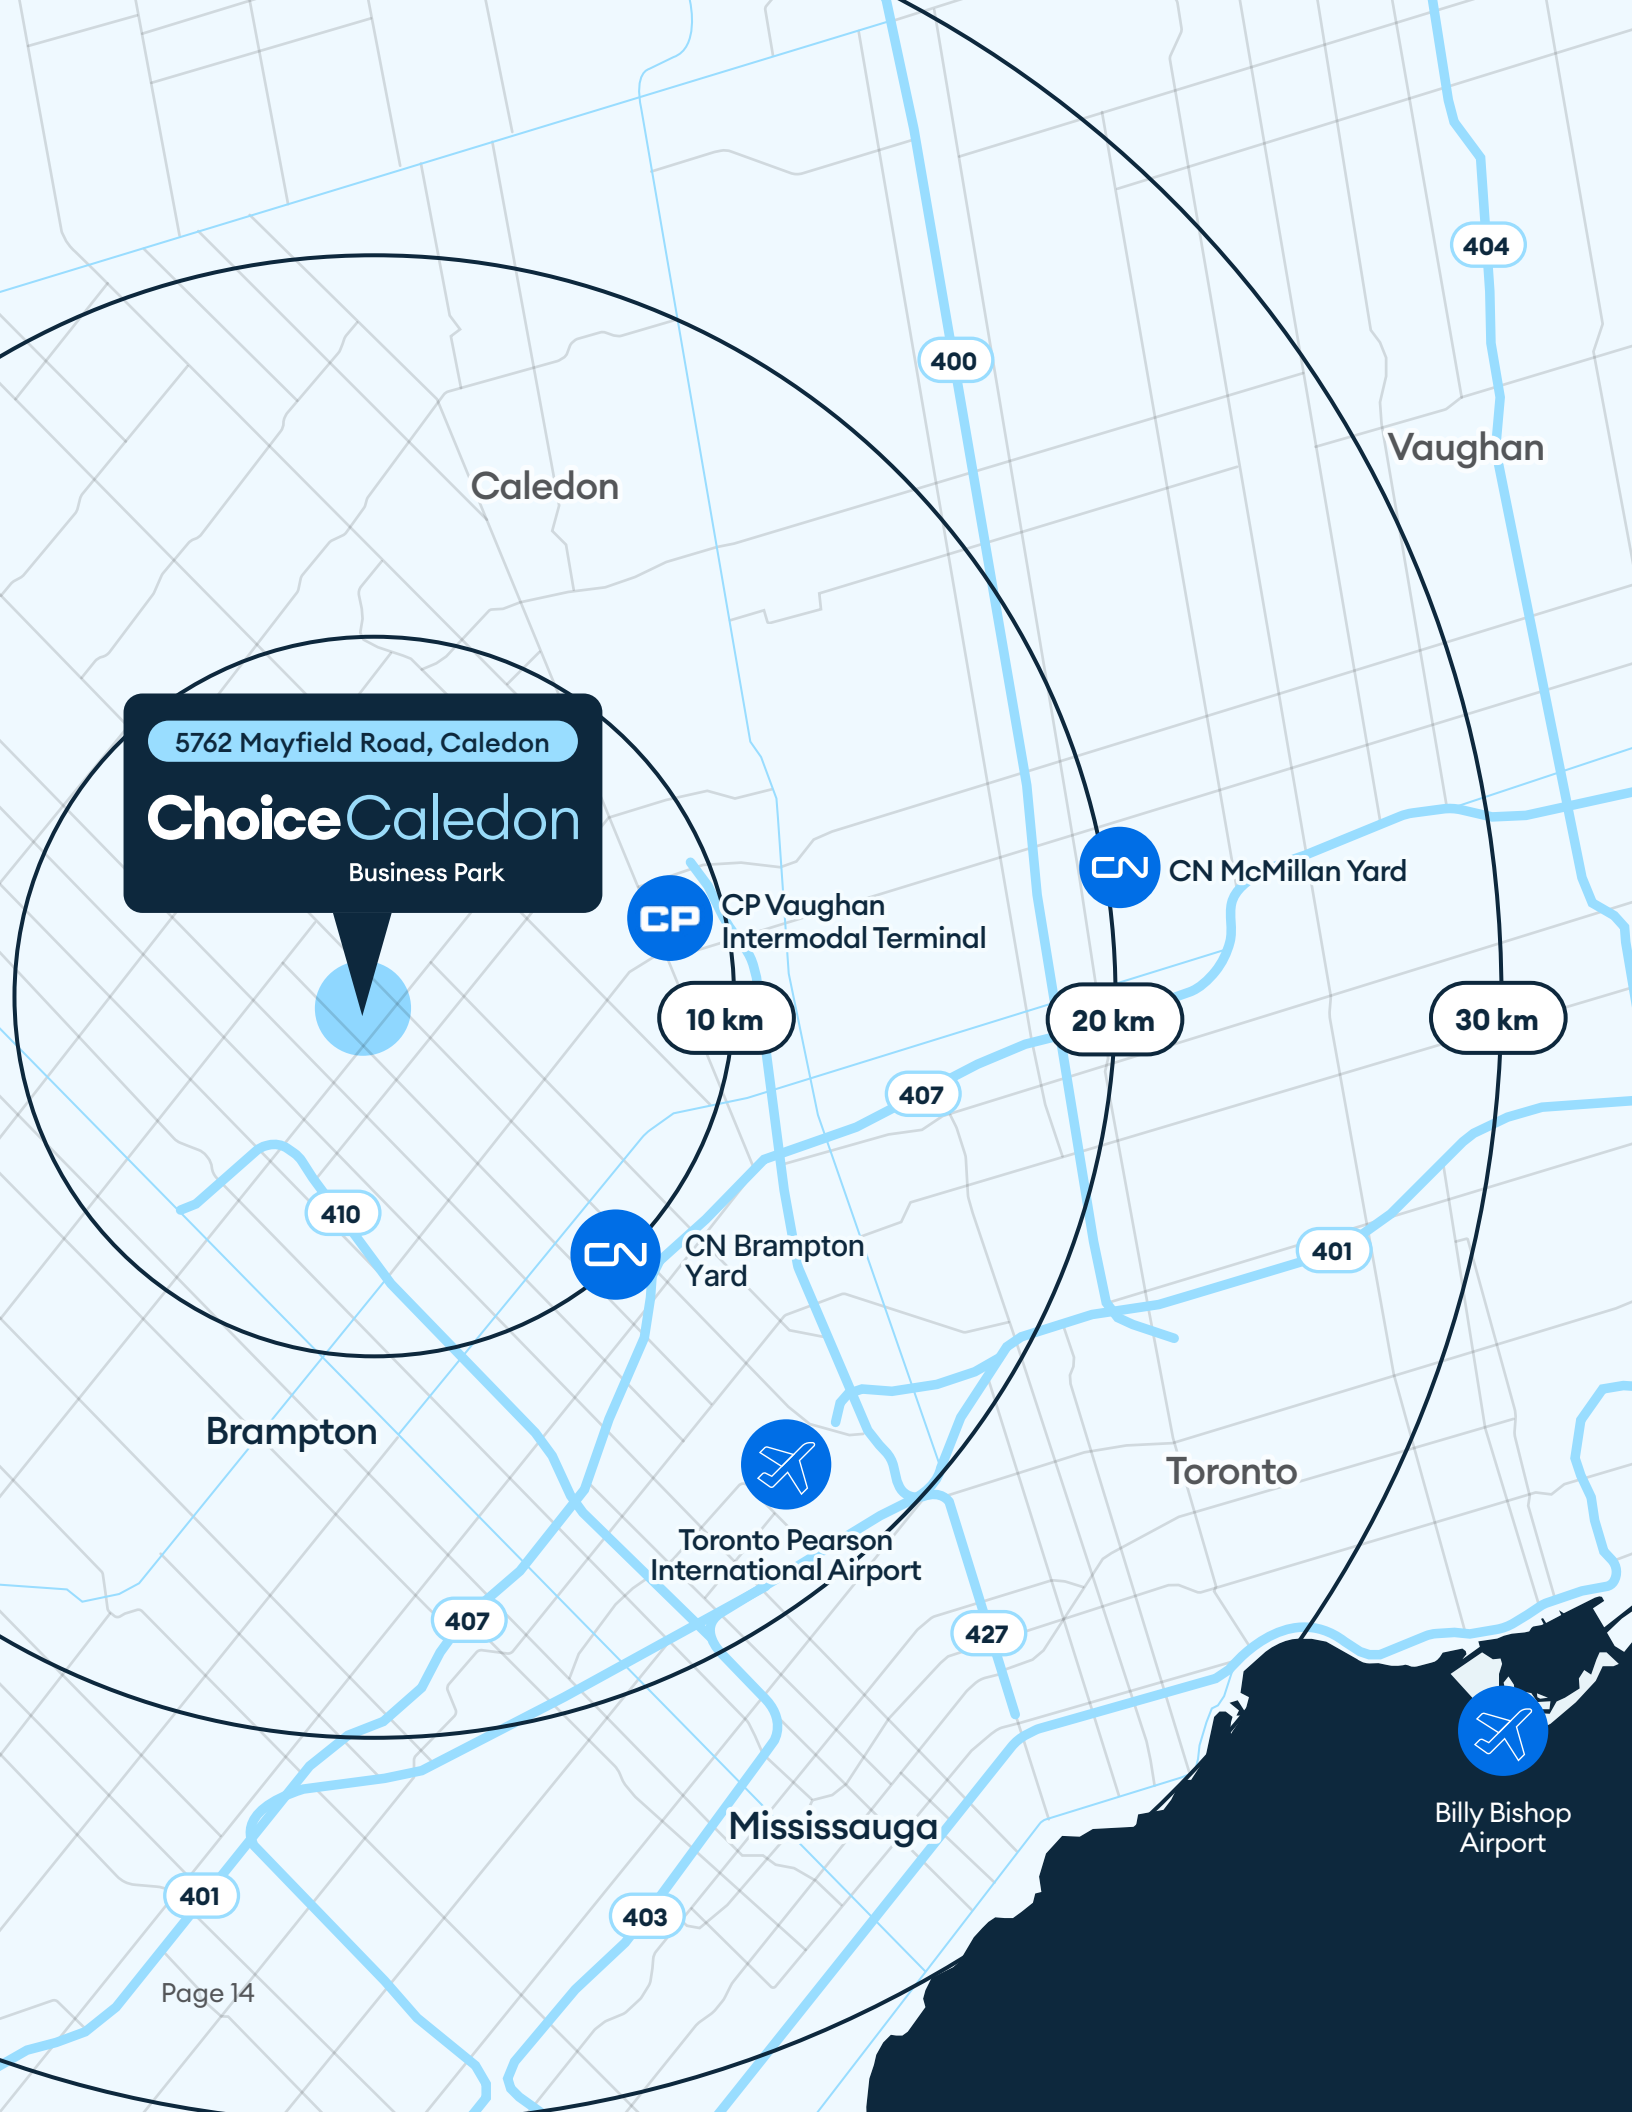 404
400
Vaughan
Caledon
5762 Mayfield Road, Caledon
Choice Caledon
Business Park
CN
CN McMillan Yard
CP
CP Vaughan
Intermodal Terminal
10 km
20 km
30 km
407
410
CN
CN Brampton
Yard
401
Brampton
Toronto
Toronto Pearson
International Airport
407
427
Billy Bishop
Airport
Mississauga
401
403
Page 14